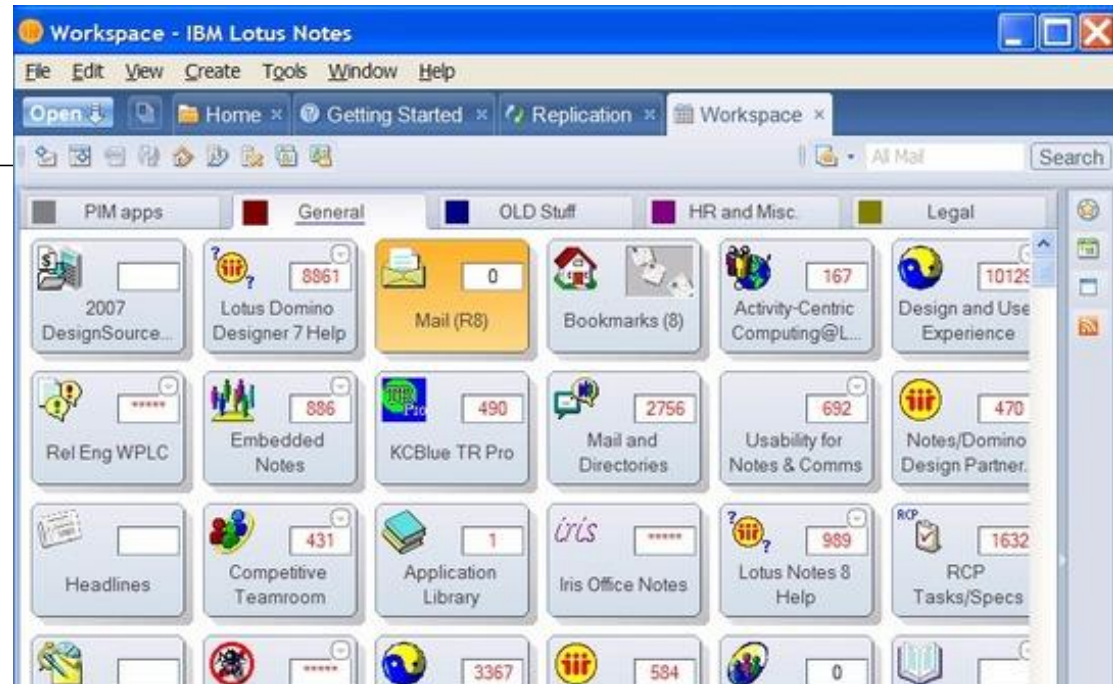 Workspace - IBM Lotus Notes
File Edit View Create Tools Window Help
Open Home × Getting Started × Replication × Workspace ×
All Mail Search
PIM apps General OLD Stuff HR and Misc. Legal
8861 0 167 10129
2007 Lotus Domino Mail (R8) Bookmarks (8) Activity-Centric Design and Use
DesignSource... Designer 7 Help Computing@L... Experience
***** 886 TR Pro 490 2756 692 470
Rel Eng WPLC Embedded KCBlue TR Pro Mail and Usability for Notes/Domino
Notes Directories Notes & Comms Design Partner.
431 1 iris ***** 989 RCP 1632
Headlines Competitive Application Iris Office Notes Lotus Notes 8 RCP
Teamroom Library Help Tasks/Specs
***** 3367 584 0